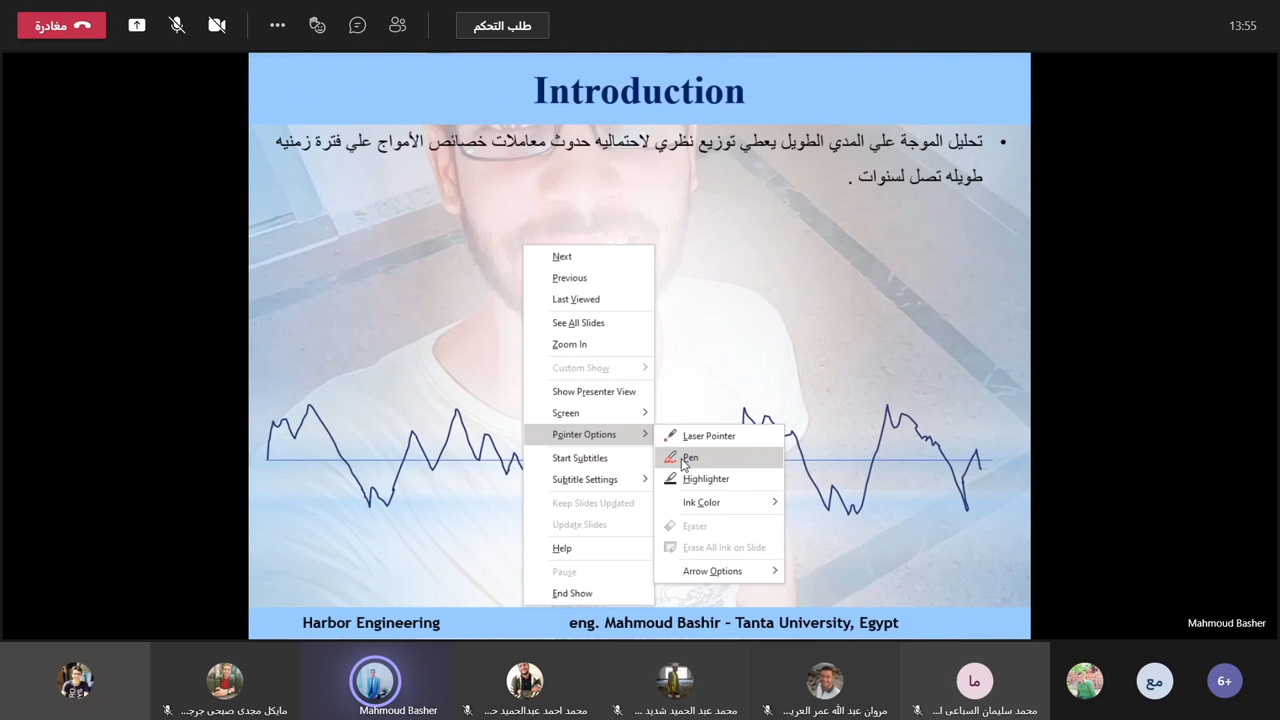 مغادرة
طلب التحكم
13:55
Introduction
• تحليل الموجة علي المدي الطويل يعطي توزيع نظري لاحتماليه حدوث معاملات خصائص الأمواج علي فترة زمنيه
طويله تصل لسنوات .
Next
Previous
Last Viewed
See All Slides
Zoom In
Custom Show
Show Presenter View
Screen
Pointer Options
Start Subtitles
Subtitle Settings
Keep Slides Updated
Update Slides
Help
Pause
End Show
Laser Pointer
Pen
Highlighter
Ink Color
Eraser
Erase All Ink on Slide
Arrow Options
Harbor Engineering
eng. Mahmoud Bashir – Tanta University, Egypt
Mahmoud Basher
مايكل مجدى صبحى جرج...
Mahmoud Basher
محمد احمد عبدالحميد حـ...
محمد عبد الحميد شديد ...
مروان عبد الله عمر العريـ...
ما
محمد سليمان السباعى ا...
مع
+6